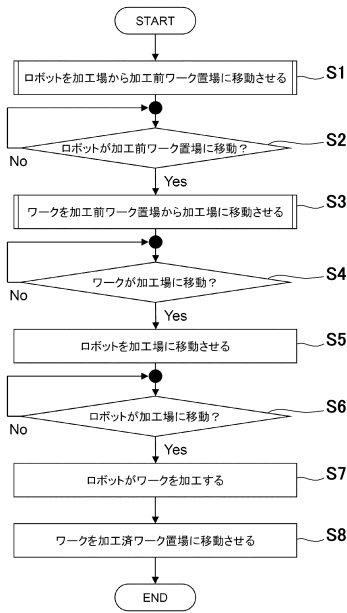 START
ロボットを加工場から加工前ワーク置場に移動させる
S1
ロボットが加工前ワーク置場に移動？
S2
No
Yes
ワークを加工前ワーク置場から加工場に移動させる
S3
ワークが加工場に移動？
S4
No
Yes
ロボットを加工場に移動させる
S5
ロボットが加工場に移動？
S6
No
Yes
ロボットがワークを加工する
S7
ワークを加工済ワーク置場に移動させる
S8
END